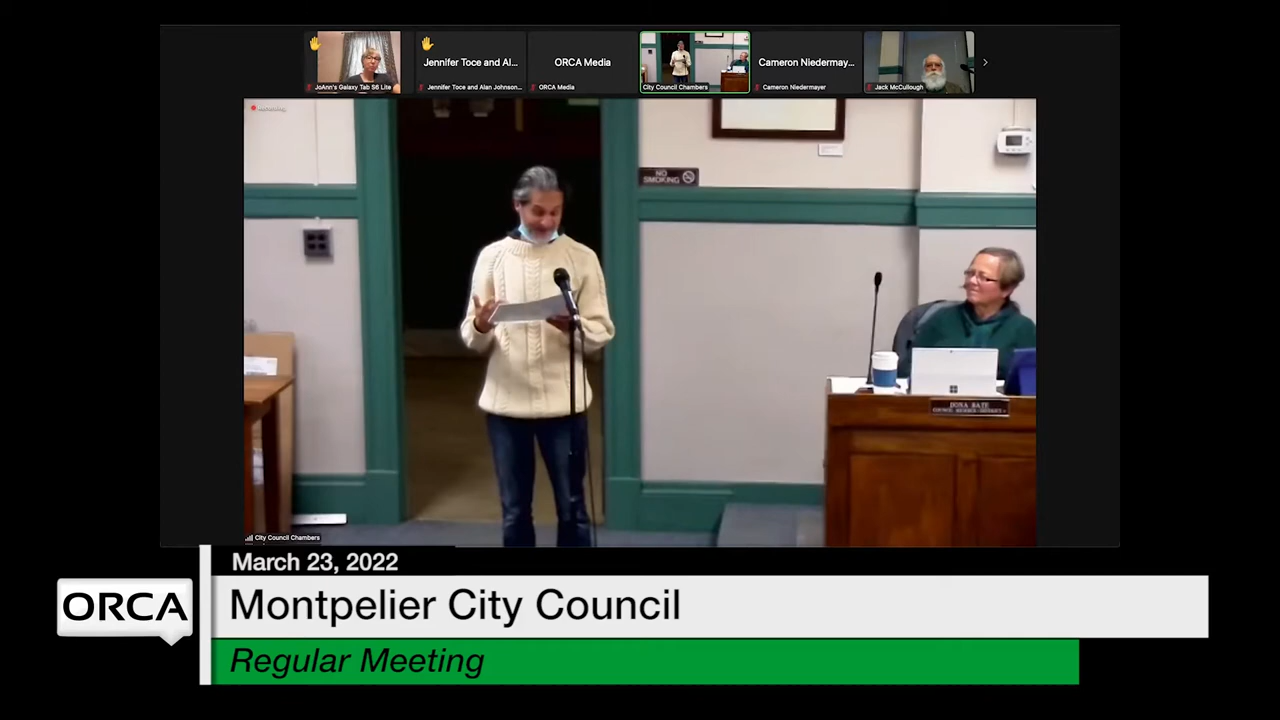 Jennifer Toce and Al...
ORCA Media
Cameron Niedermay...
JoAnn's Galaxy Tab S6 Lite
Jennifer Toce and Alan Johnson...
ORCA Media
City Council Chambers
Cameron Niedermayer
Jack McCullough
NO
SMOKING
DONA BATE
City Council Chambers
March 23, 2022
ORCA
Montpelier City Council
Regular Meeting